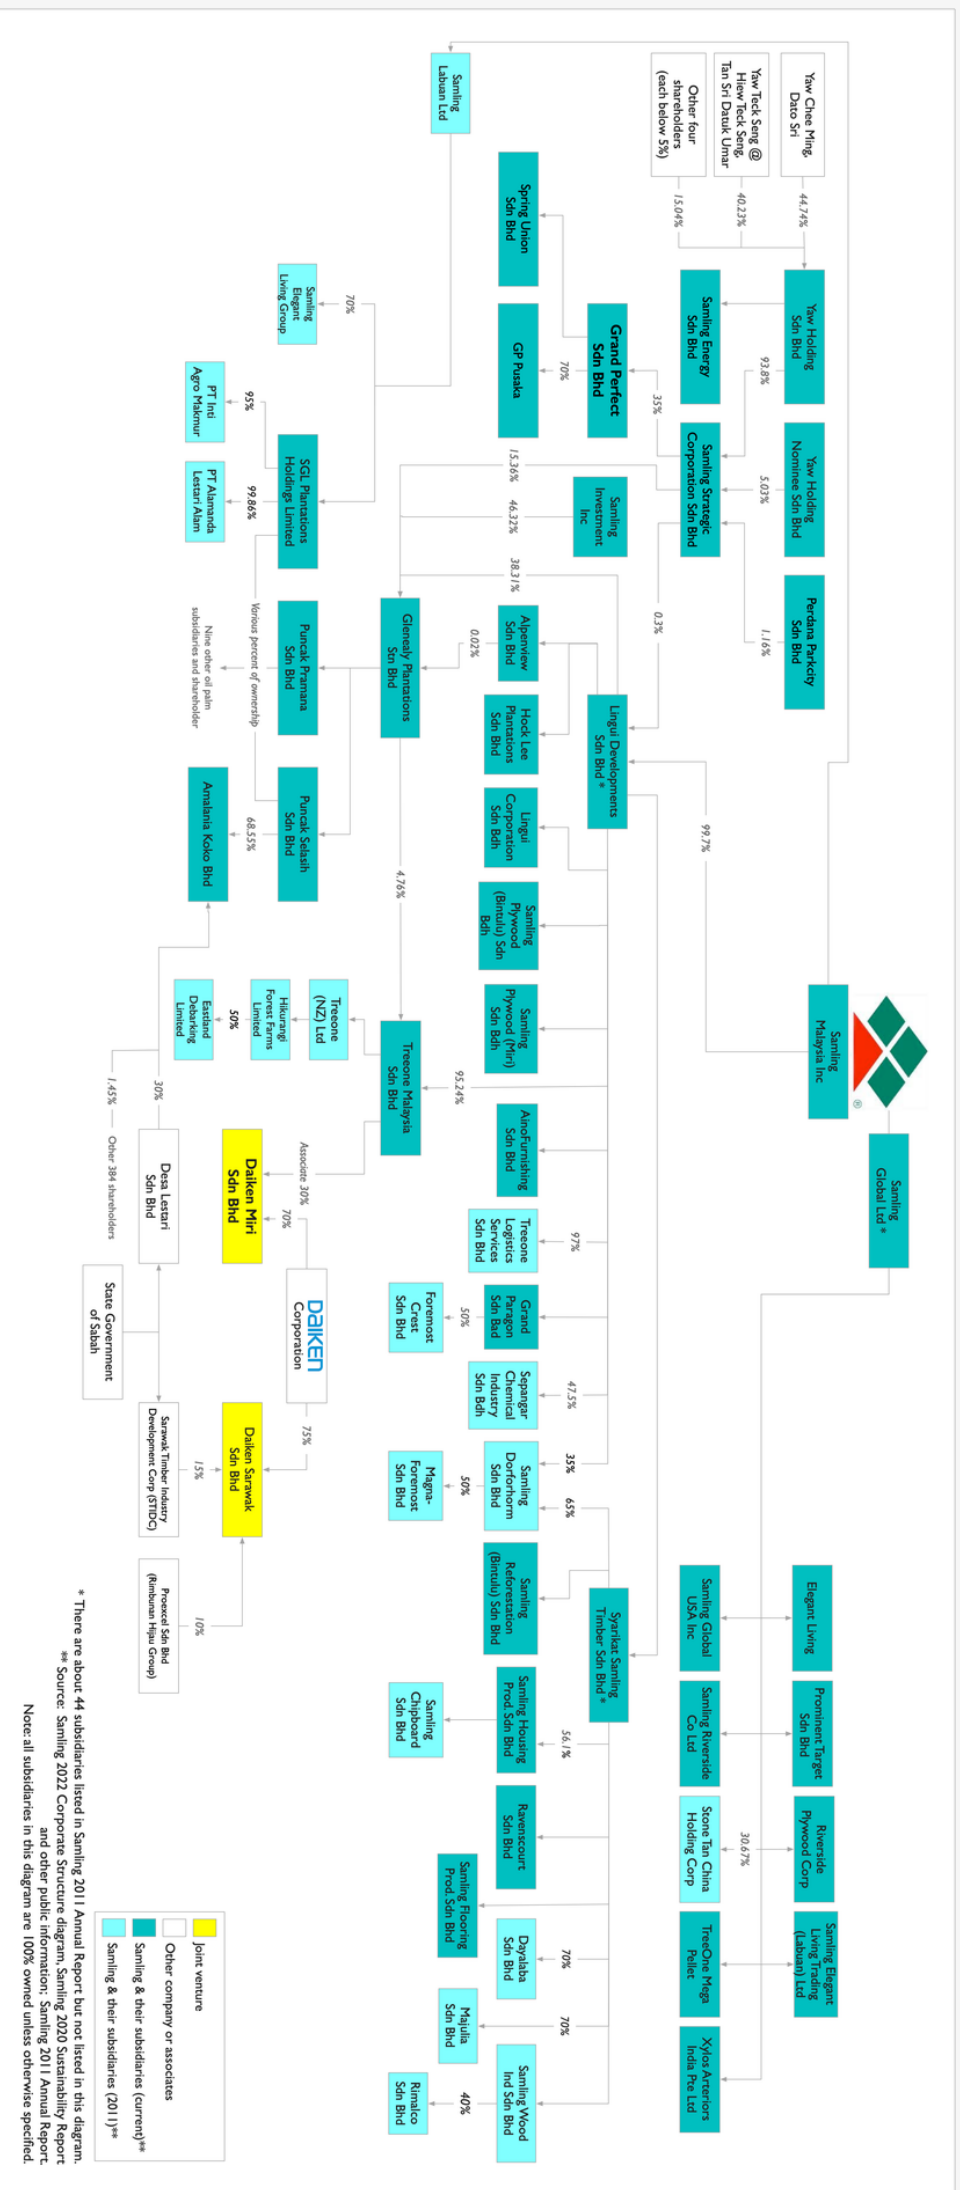 ®
Samling
Global Ltd *
Samling
Malaysia Inc
Yaw Chee Ming,
Dato Sri
44.74%
Yaw Teck Seng @
Hiew Teck Seng,
Tan Sri Datuk Umar
40.23%
Other four
shareholders
(each below 5%)
15.04%
Yaw Holding
Sdn Bhd
Yaw Holding
Nominee Sdn Bhd
Perdana Parkcity
Sdn Bhd
93.8%
5.03%
1.16%
Samling Energy
Sdn Bhd
Samling Strategic
Corporation Sdn Bhd
Elegant Living
Prominent Target
Sdn Bhd
Riverside
Plywood Corp
Samling Elegant
Living Trading
(Labuan) Ltd
30.67%
Samling Global
USA Inc
Samling Riverside
Co Ltd
Stone Tan China
Holding Corp
TreeOne Mega
Pellet
Xylos Arteriors
India Pte Ltd
99.7%
35%
0.3%
Grand Perfect
Sdn Bhd
Samling
Investment
Inc
Lingui Developments
Sdn Bhd *
Syarikat Samling
Timber Sdn Bhd *
70%
Spring Union
Sdn Bhd
GP Pusaka
15.36%
46.32%
38.31%
Alpenview
Sdn Bhd
Hock Lee
Plantations
Sdn Bhd
Lingui
Corporation
Sdn Bdh
Samling
Plywood
(Bintulu) Sdn
Bdh
Samling
Plywood (Miri)
Sdn Bdh
AinoFurnishing
Sdn Bhd
97%
Treeone
Logistics
Services
Sdn Bhd
Grand
Paragon
Sdn Bad
47.5%
Sepangar
Chemical
Industry
Sdn Bdh
35%
65%
Samling
Dorforhorm
Sdn Bhd
Samling
Reforestation
(Bintulu) Sdn Bhd
56.1%
Samling Housing
Prod. Sdn Bhd
Ravenscourt
Sdn Bhd
Samling Flooring
Prod. Sdn Bhd
70%
Dayalaba
Sdn Bhd
70%
Majulia
Sdn Bhd
Samling Wood
Ind Sdn Bhd
Samling
Labuan Ltd
0.02%
95.24%
50%
50%
40%
Glenealy Plantations
Stn Bhd
4.76%
Treeone Malaysia
Sdn Bhd
Foremost
Crest
Sdn Bhd
Magna-
Foremost
Sdn Bhd
Samling
Chipboard
Sdn Bhd
Rimalco
Sdn Bhd
70%
Samling
Elegant
Living Group
SGL Plantations
Holdings Limited
Puncak Pramana
Sdn Bhd
Puncak Selasih
Sdn Bhd
Treeone
(NZ) Ltd
Associate 30%
70%
DAIKEN
Corporation
75%
95%
99.86%
Various percent of ownership
68.55%
Hikurangi
Forest Farms
Limited
50%
Daiken Miri
Sdn Bhd
Daiken Sarawak
Sdn Bhd
PT Inti
Agro Makmur
PT Alamanda
Lestari Alam
Nine other oil palm
subsidiaries and shareholder
Amalania Koko Bhd
Eastland
Debarking
Limited
15%
10%
30%
Desa Lestari
Sdn Bhd
Sarawak Timber Industry
Development Corp (STIDC)
Proexcel Sdn Bhd
(Rimbunan Hijau Group)
1.45%
Other 384 shareholders
State Government
of Sabah
Joint venture
Other company or associates
Samling & their subsidiaries (current)**
Samling & their subsidiaries (2011)**
* There are about 44 subsidiaries listed in Samling 2011 Annual Report but not listed in this diagram.
** Source: Samling 2022 Corporate Structure diagram, Samling 2020 Sustainability Report
and other public information; Samling 2011 Annual Report.
Note: all subsidiaries in this diagram are 100% owned unless otherwise specified.